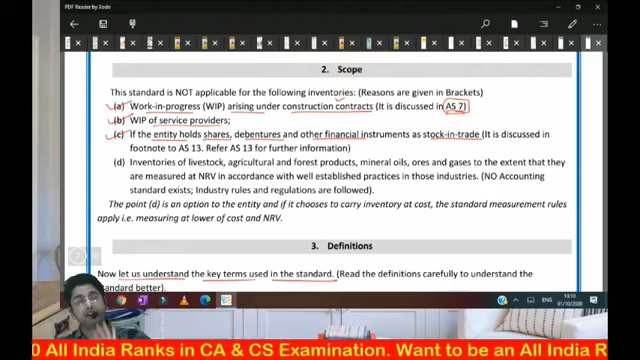 PDF Reader by Xodo
2. Scope
This standard is NOT applicable for the following inventories: (Reasons are given in Brackets)
(a) Work-in-progress (WIP) arising under construction contracts (It is discussed in AS 7)
(b) WIP of service providers;
(c) If the entity holds shares, debentures and other financial instruments as stock-in-trade (It is discussed in
footnote to AS 13. Refer AS 13 for further information)
(d) Inventories of livestock, agricultural and forest products, mineral oils, ores and gases to the extent that they
are measured at NRV in accordance with well established practices in those industries. (NO Accounting
standard exists; Industry rules and regulations are followed).
The point (d) is an option to the entity and if it chooses to carry inventory at cost, the standard measurement rules
apply i.e. measuring at lower of cost and NRV.
3. Definitions
Now let us understand the key terms used in the standard. (Read the definitions carefully to understand the
standard better).
ENG
13:10
01/10/2020
0 All India Ranks in CA & CS Examination. Want to be an All India R